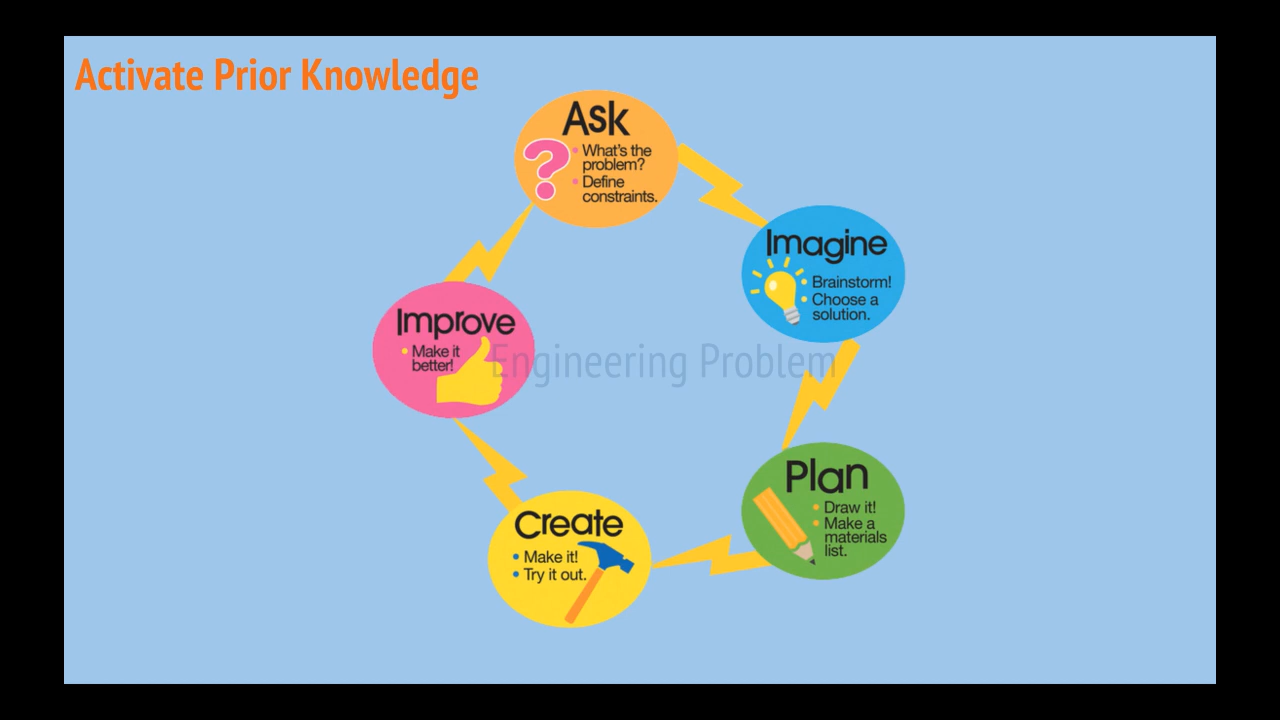 Activate Prior Knowledge
Ask
• What's the
problem?
• Define
constraints.
Imagine
• Brainstorm!
• Choose a
solution.
Plan
• Draw it!
• Make a
materials
list.
Create
• Make it!
• Try it out.
Improve
• Make it
better!
Engineering Problem